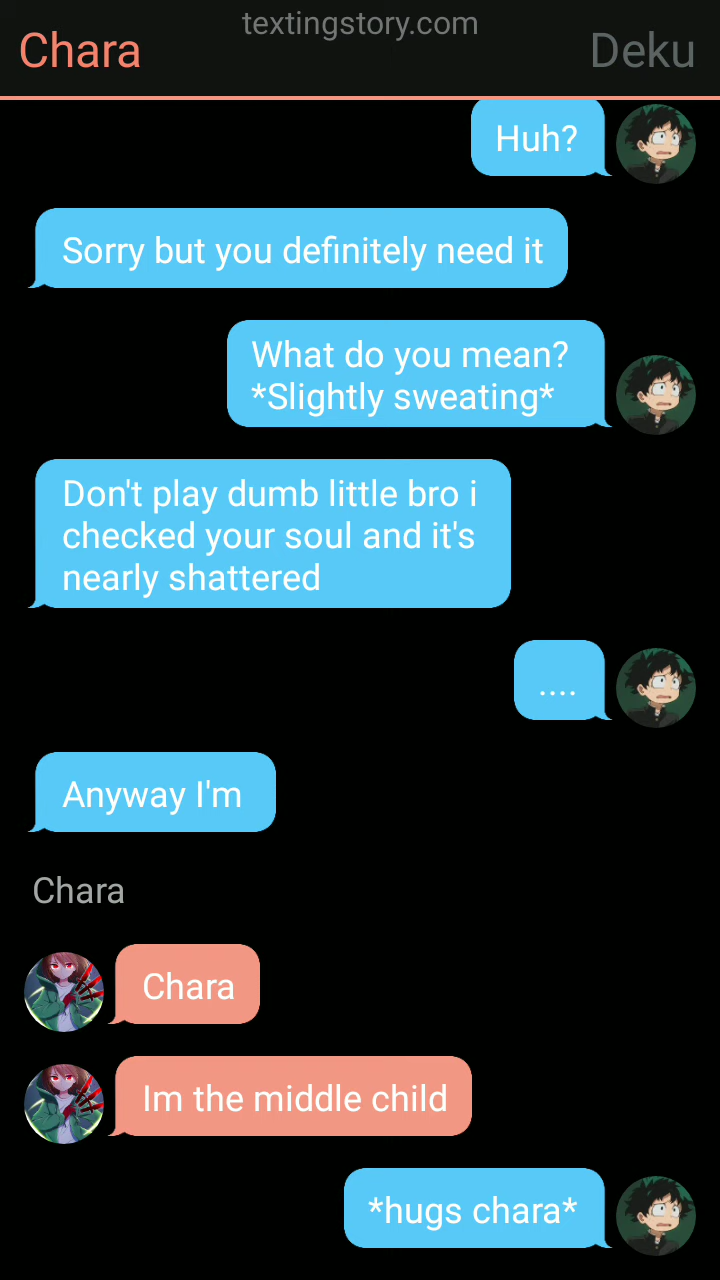 textingstory.com
Chara
Deku
Huh?
Sorry but you definitely need it
What do you mean?
*Slightly sweating*
Don't play dumb little bro i
checked your soul and it's
nearly shattered
....
Anyway I'm
Chara
Chara
Im the middle child
*hugs chara*